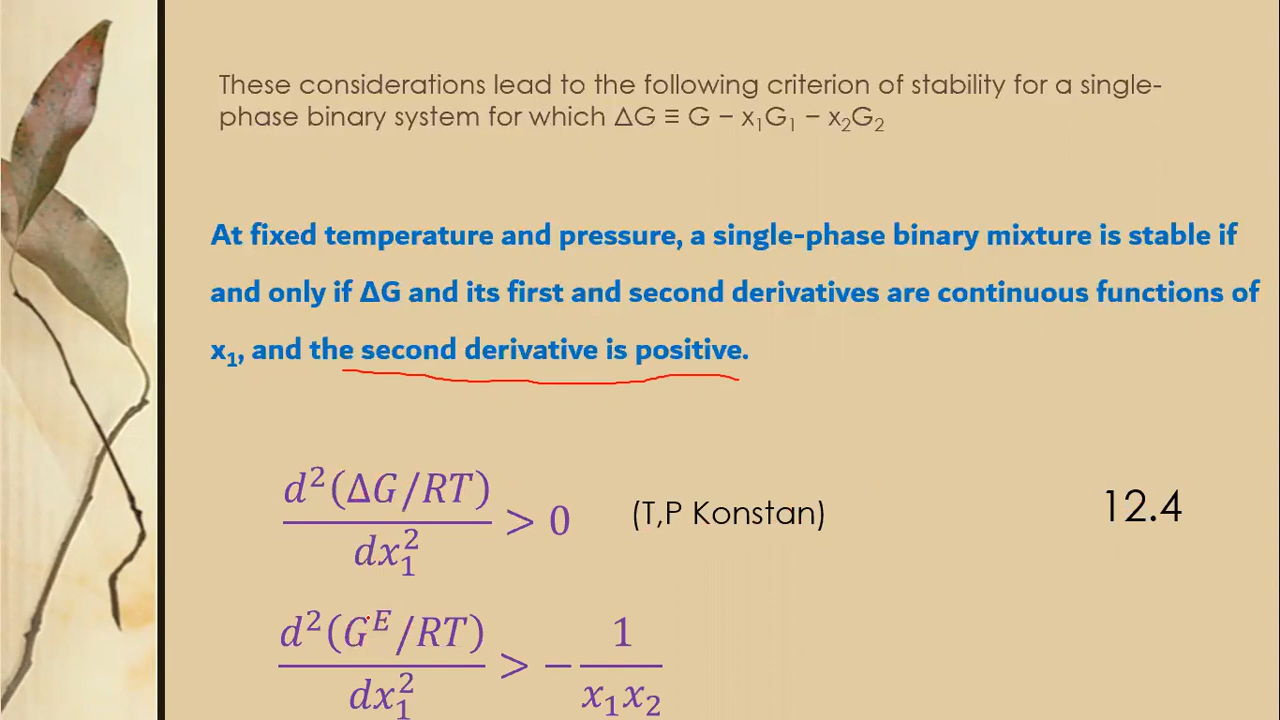 These considerations lead to the following criterion of stability for a single-
phase binary system for which ΔG ≡ G − x₁G₁ − x₂G₂
At fixed temperature and pressure, a single-phase binary mixture is stable if
and only if ΔG and its first and second derivatives are continuous functions of
x₁, and the second derivative is positive.
d²(ΔG/RT)/dx₁² > 0 (T,P Konstan) 12.4
d²(Gᴱ/RT)/dx₁² > − 1/x₁x₂